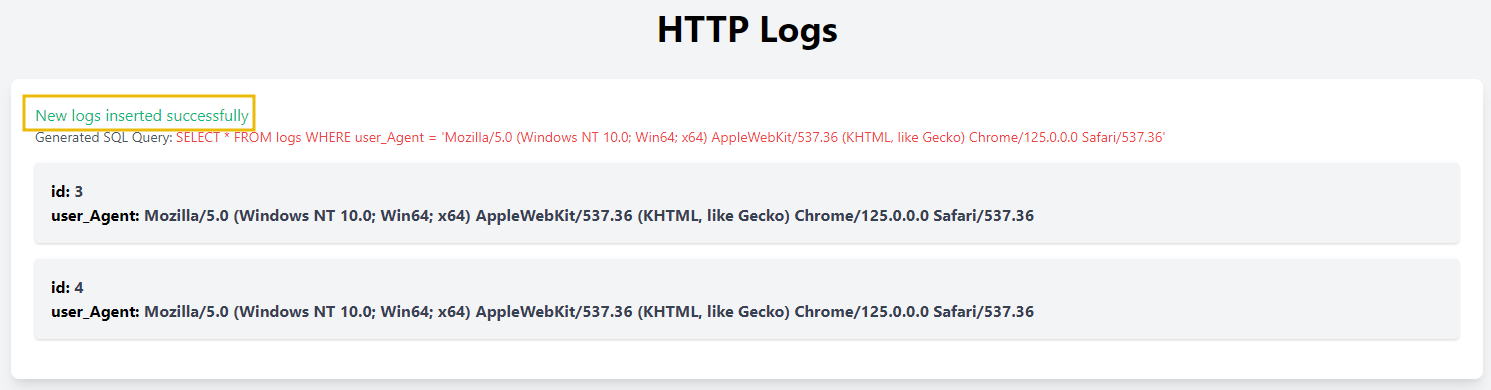 HTTP Logs
New logs inserted successfully
Generated SQL Query: SELECT * FROM logs WHERE user_Agent = 'Mozilla/5.0 (Windows NT 10.0; Win64; x64) AppleWebKit/537.36 (KHTML, like Gecko) Chrome/125.0.0.0 Safari/537.36'
id: 3
user_Agent: Mozilla/5.0 (Windows NT 10.0; Win64; x64) AppleWebKit/537.36 (KHTML, like Gecko) Chrome/125.0.0.0 Safari/537.36
id: 4
user_Agent: Mozilla/5.0 (Windows NT 10.0; Win64; x64) AppleWebKit/537.36 (KHTML, like Gecko) Chrome/125.0.0.0 Safari/537.36